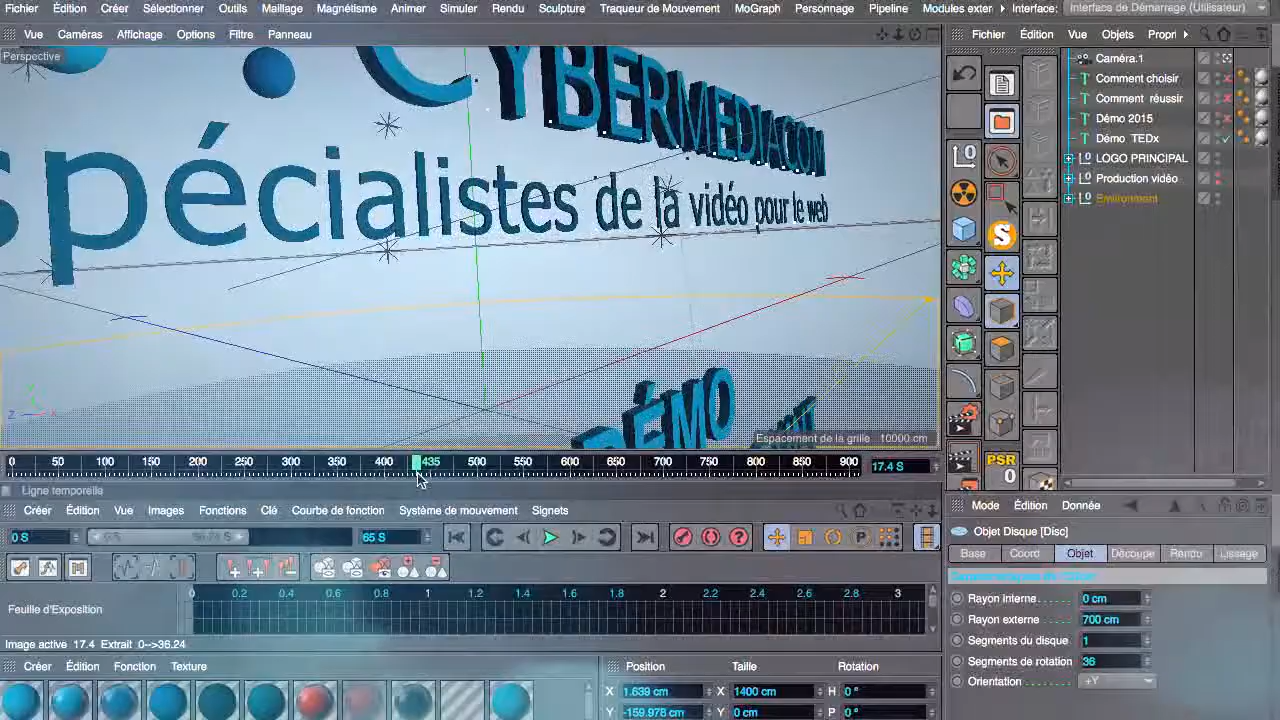 Fichier Édition Créer Sélectionner Outils Maillage Magnétisme Animer Simuler Rendu Sculpture Traqueur de Mouvement MoGraph Personnage Pipeline Modules exter Interface: Interface de Démarrage (Utilisateur)
Vue Caméras Affichage Options Filtre Panneau
Fichier Édition Vue Objets Propri
Perspective
CYBERMEDIACOM
spécialistes de la vidéo pour le web
DÉMO
Espacement de la grille 10000 cm
Caméra.1
Comment choisir
Comment réussir
Démo 2015
Démo TEDx
LOGO PRINCIPAL
Production vidéo
Environment
PSR
0
0 50 100 150 200 250 300 350 400 435 500 550 600 650 700 750 800 850 900 17.4 S
Ligne temporelle
Créer Édition Vue Images Fonctions Clé Courbe de fonction Système de mouvement Signets
0 S 65 S
0 0.2 0.4 0.6 0.8 1 1.2 1.4 1.6 1.8 2 2.2 2.4 2.6 2.8 3
Feuille d'Exposition
Image active 17.4 Extrait 0-->36.24
Créer Édition Fonction Texture
Position Taille Rotation
X 1.639 cm X 1400 cm H 0 °
Y -159.978 cm Y 0 cm P 0 °
Mode Édition Donnée
Objet Disque [Disc]
Base Coord Objet Découpe Rendu Lissage
Rayon interne 0 cm
Rayon externe 700 cm
Segments du disque 1
Segments de rotation 36
Orientation +Y